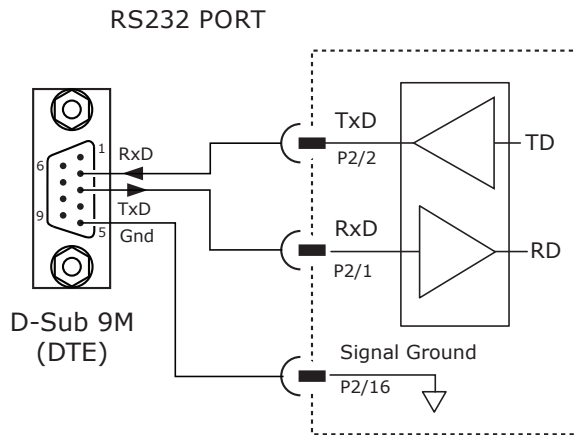 RS232 PORT
1
6
RxD
9
TxD
5
Gnd
D-Sub 9M
(DTE)
TxD
P2/2
TD
RxD
P2/1
RD
Signal Ground
P2/16